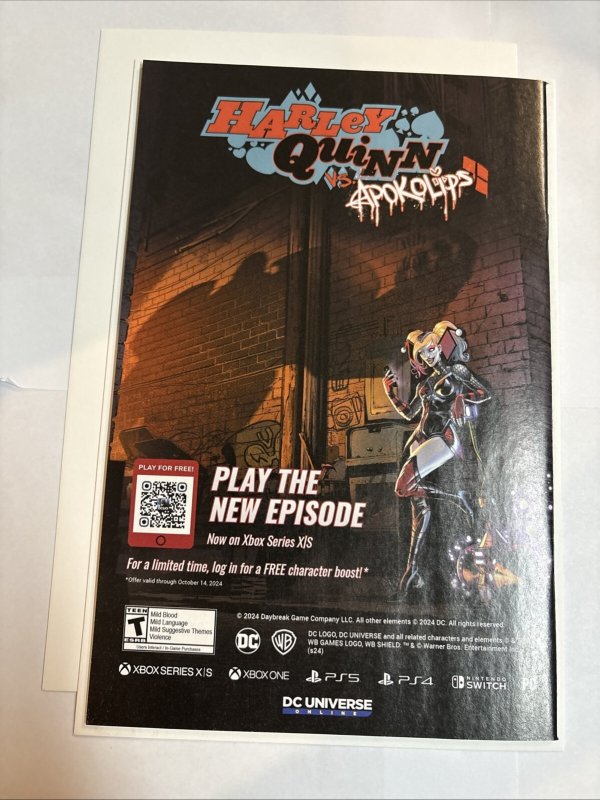 HARLEY
QUINN
VS.
APOKOLIPS
PLAY FOR FREE!
PLAY THE
NEW EPISODE
Now on Xbox Series X|S
For a limited time, log in for a FREE character boost!*
*Offer valid through October 14, 2024
TEEN
T
ESRB
Mild Blood
Mild Language
Mild Suggestive Themes
Violence
Users Interact / In-Game Purchases
© 2024 Daybreak Game Company LLC. All other elements © 2024 DC. All rights reserved.
DC
WB
DC LOGO, DC UNIVERSE and all related characters and elements © &
WB GAMES LOGO, WB SHIELD: ™ & © Warner Bros. Entertainment Inc.
(s24)
XBOX SERIES X|S
XBOX ONE
PS5
PS4
NINTENDO
SWITCH
PC
DC UNIVERSE
ONLINE